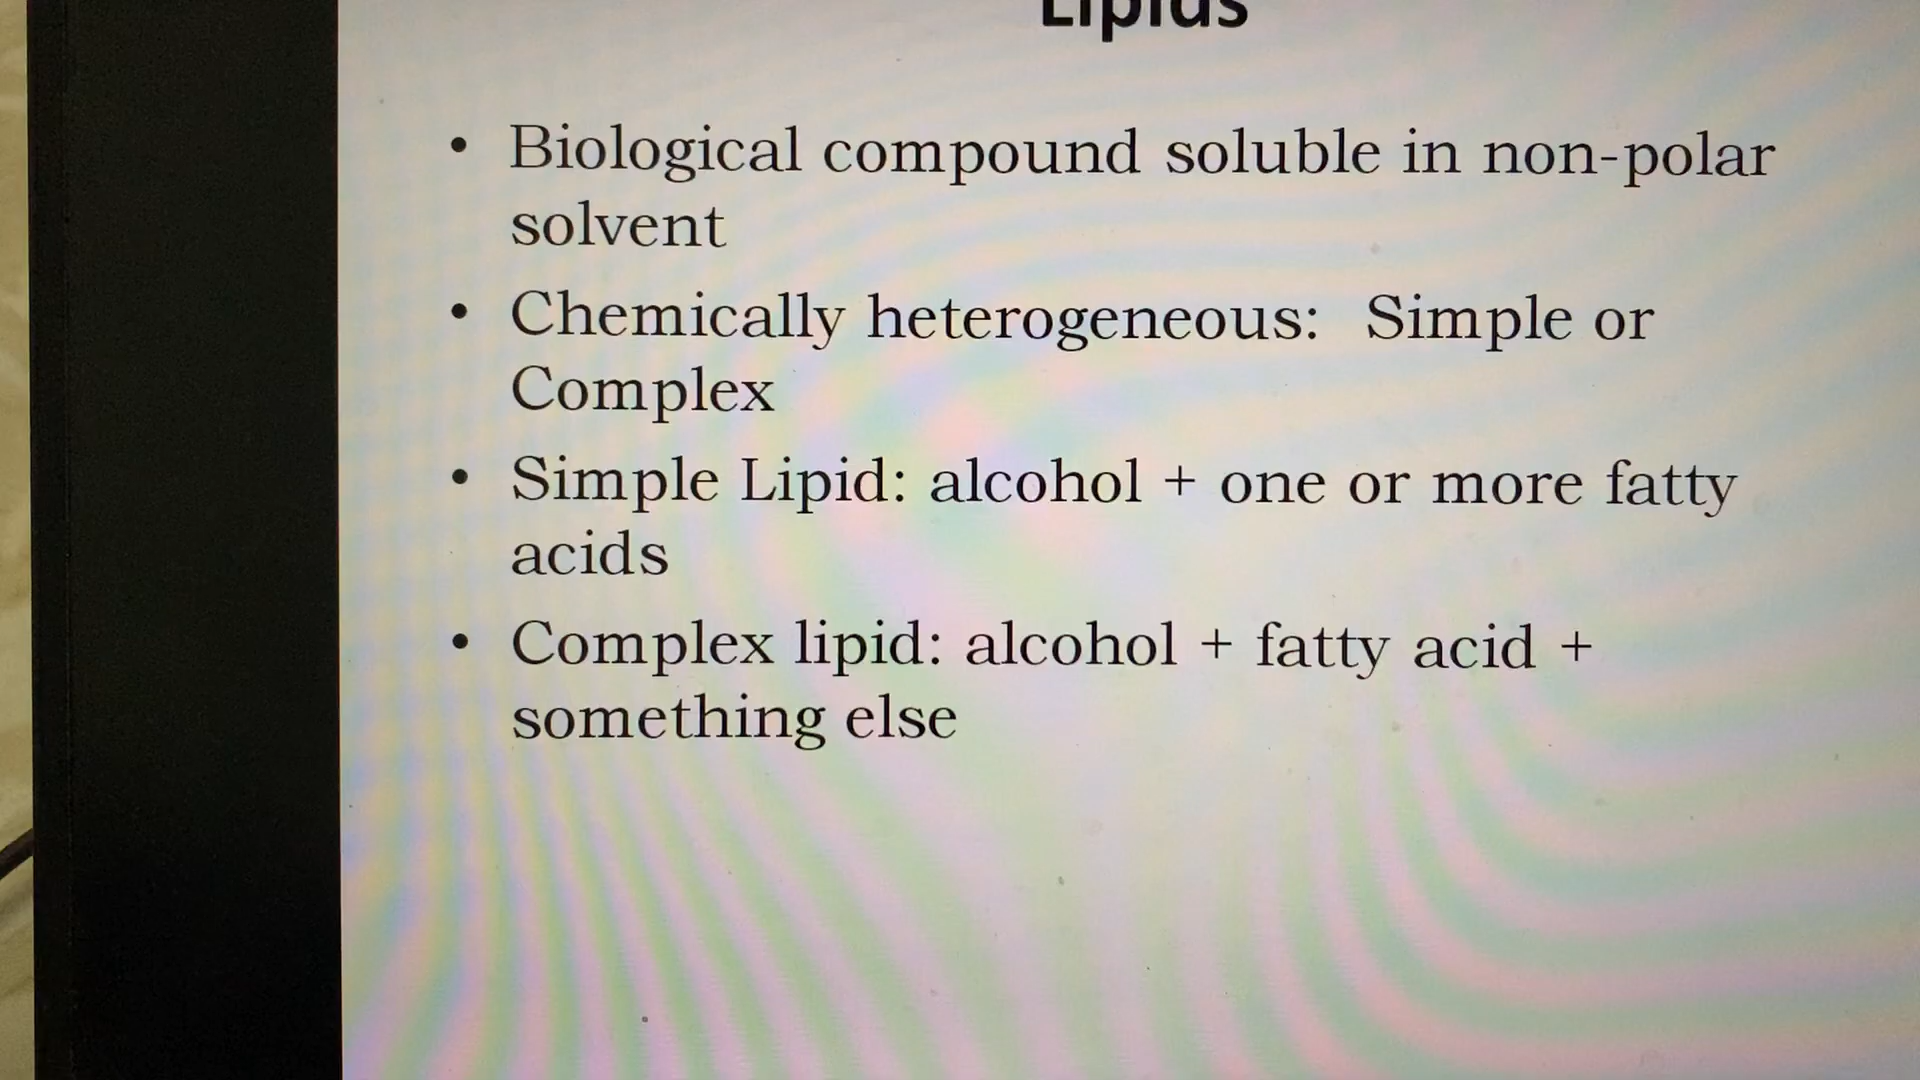 Lipids
• Biological compound soluble in non-polar
solvent
• Chemically heterogeneous: Simple or
Complex
• Simple Lipid: alcohol + one or more fatty
acids
• Complex lipid: alcohol + fatty acid +
something else